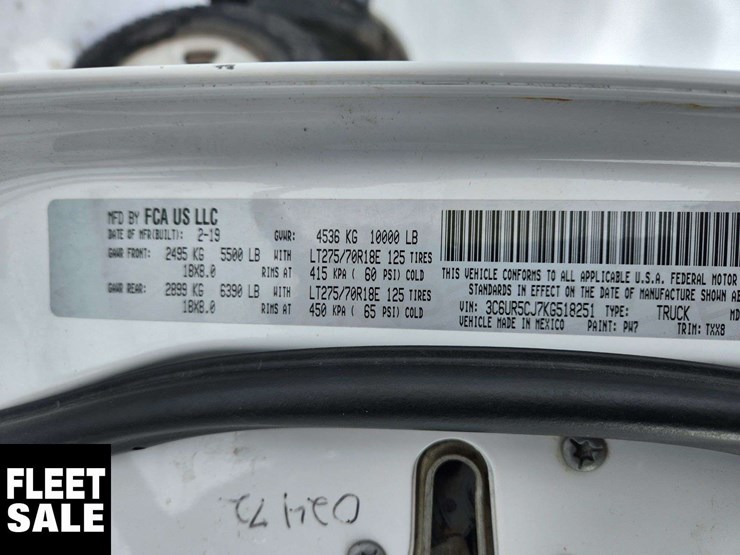 MFD BY FCA US LLC
DATE OF MFR(BUILT): 2-19 GVWR: 4536 KG 10000 LB
GAWR FRONT: 2495 KG 5500 LB WITH LT275/70R18E 125 TIRES
18X8.0 RIMS AT 415 KPA ( 60 PSI) COLD
GAWR REAR: 2899 KG 6390 LB WITH LT275/70R18E 125 TIRES
18X8.0 RIMS AT 450 KPA ( 65 PSI) COLD
THIS VEHICLE CONFORMS TO ALL APPLICABLE U.S.A. FEDERAL MOTOR
STANDARDS IN EFFECT ON THE DATE OF MANUFACTURE SHOWN AB
VIN: 3C6UR5CJ7KG518251 TYPE: TRUCK MD
VEHICLE MADE IN MEXICO PAINT: PW7 TRIM: TXX8
02472
FLEET
SALE